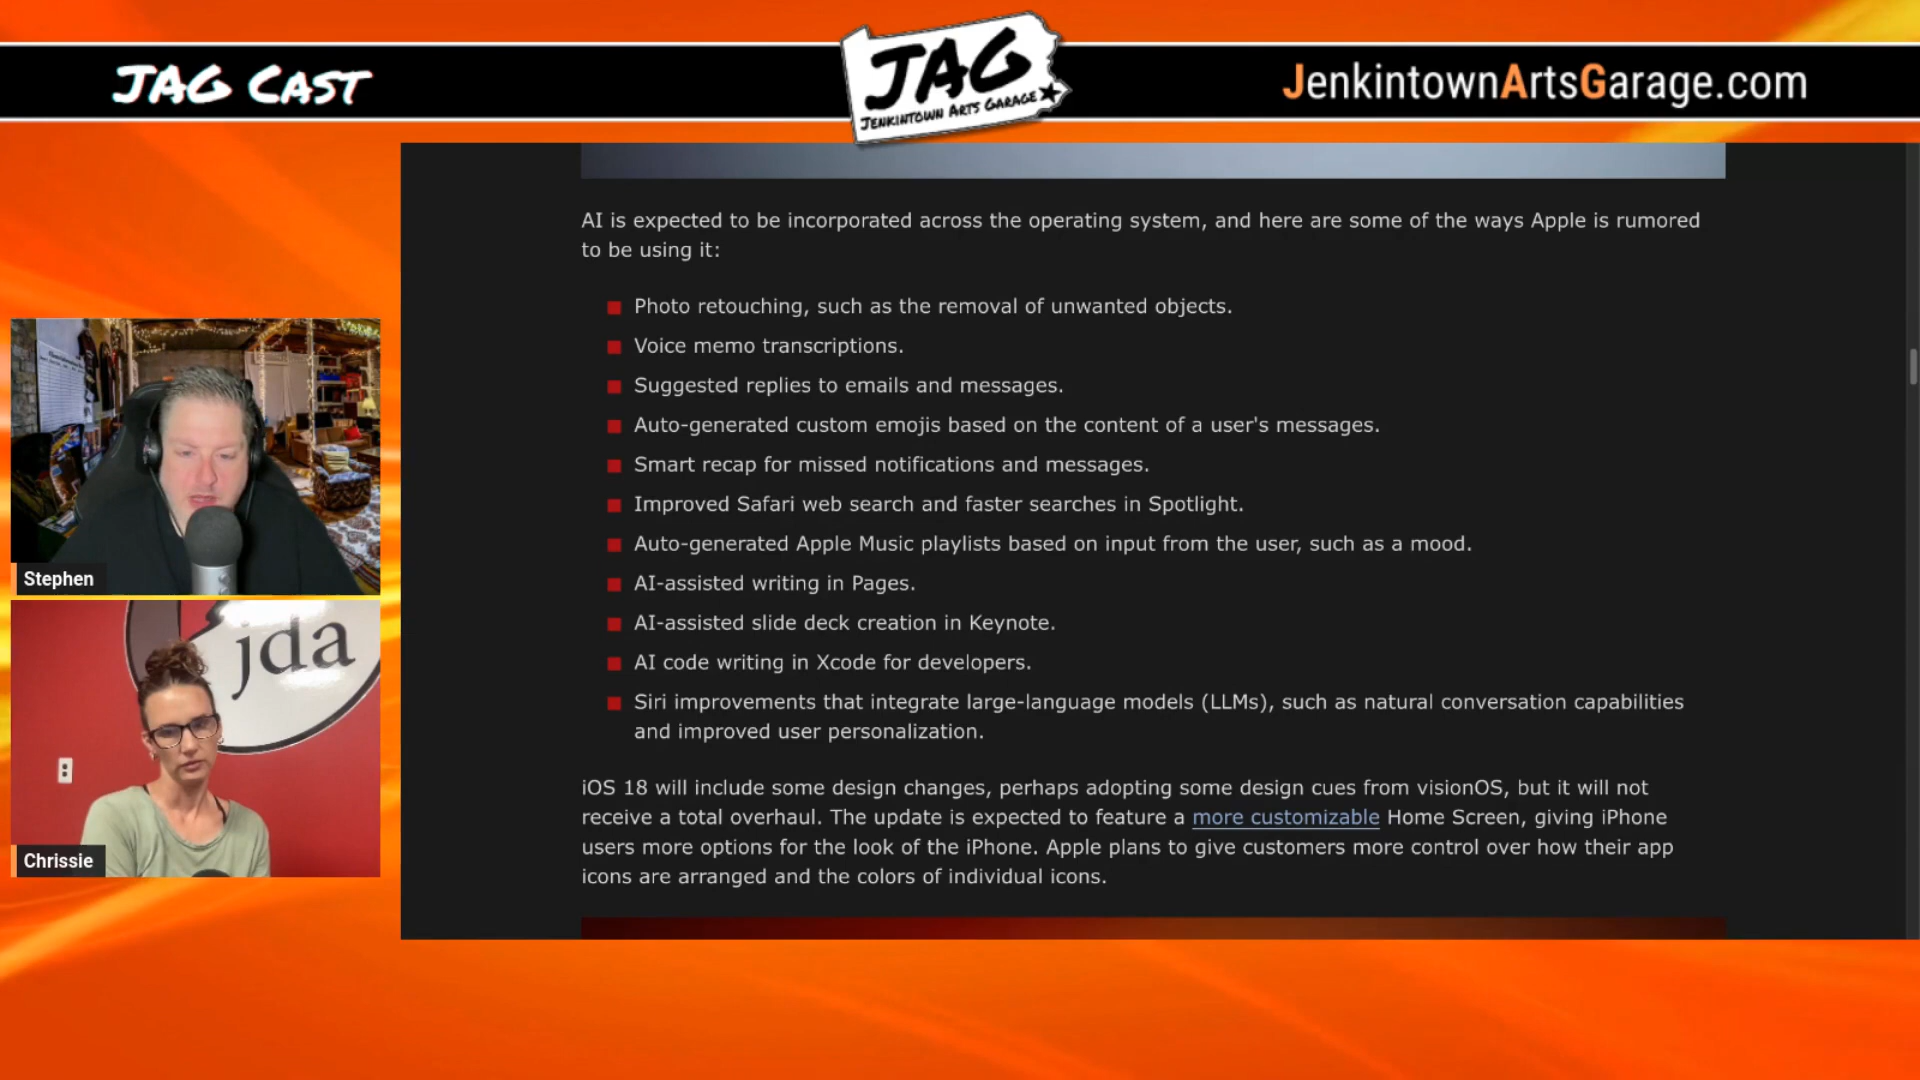 JAG CAST
JAG
JENKINTOWN ARTS GARAGE
JenkintownArtsGarage.com
AI is expected to be incorporated across the operating system, and here are some of the ways Apple is rumored
to be using it:
Photo retouching, such as the removal of unwanted objects.
Voice memo transcriptions.
Suggested replies to emails and messages.
Auto-generated custom emojis based on the content of a user's messages.
Smart recap for missed notifications and messages.
Improved Safari web search and faster searches in Spotlight.
Auto-generated Apple Music playlists based on input from the user, such as a mood.
AI-assisted writing in Pages.
AI-assisted slide deck creation in Keynote.
AI code writing in Xcode for developers.
Siri improvements that integrate large-language models (LLMs), such as natural conversation capabilities
and improved user personalization.
iOS 18 will include some design changes, perhaps adopting some design cues from visionOS, but it will not
receive a total overhaul. The update is expected to feature a more customizable Home Screen, giving iPhone
users more options for the look of the iPhone. Apple plans to give customers more control over how their app
icons are arranged and the colors of individual icons.
Stephen
jda
Chrissie